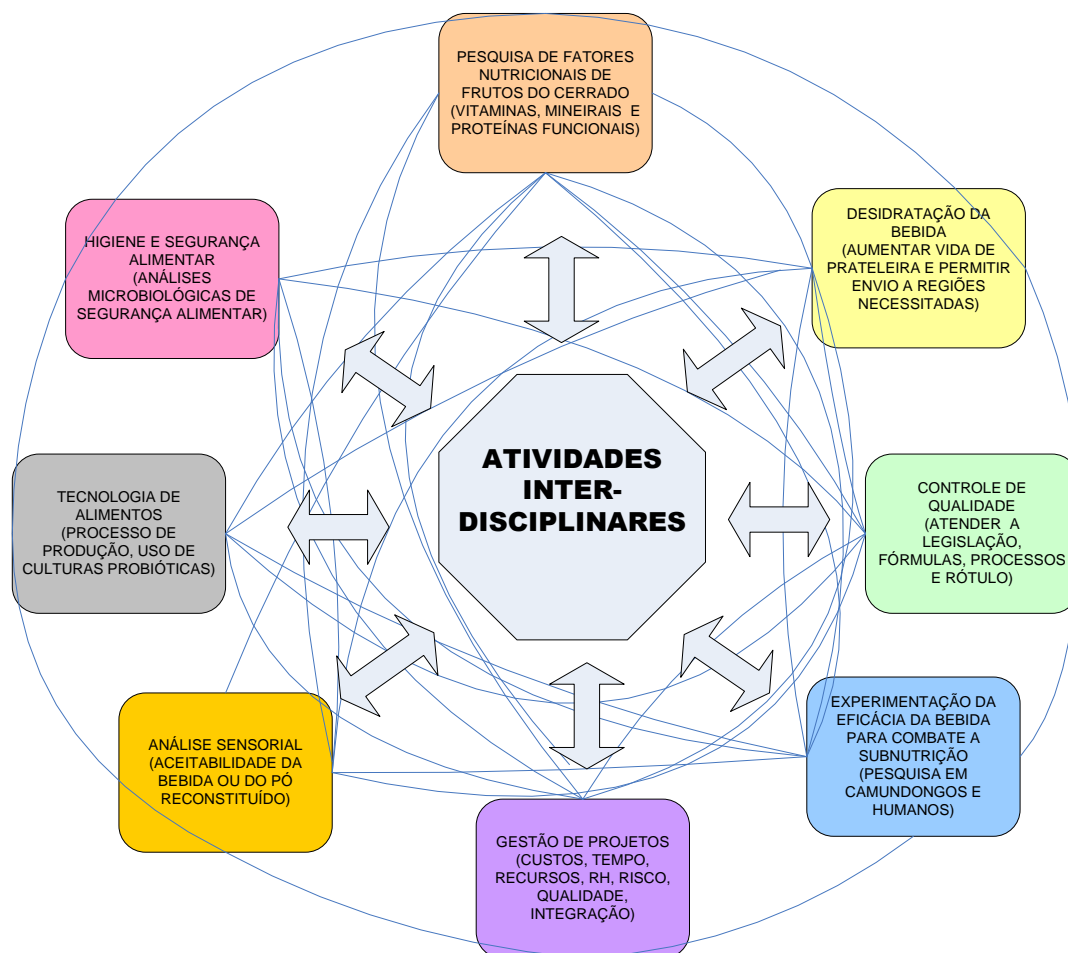 PESQUISA DE FATORES
NUTRICIONAIS DE
FRUTOS DO CERRADO
(VITAMINAS, MINEIRAIS E
PROTEÍNAS FUNCIONAIS)
HIGIENE E SEGURANÇA
ALIMENTAR
(ANÁLISES
MICROBIOLÓGICAS DE
SEGURANÇA ALIMENTAR)
DESIDRATAÇÃO DA
BEBIDA
(AUMENTAR VIDA DE
PRATELEIRA E PERMITIR
ENVIO A REGIÕES
NECESSITADAS)
ATIVIDADES
INTER-
DISCIPLINARES
TECNOLOGIA DE
ALIMENTOS
(PROCESSO DE
PRODUÇÃO, USO DE
CULTURAS PROBIÓTICAS)
CONTROLE DE
QUALIDADE
(ATENDER A
LEGISLAÇÃO,
FÓRMULAS, PROCESSOS
E RÓTULO)
ANÁLISE SENSORIAL
(ACEITABILIDADE DA
BEBIDA OU DO PÓ
RECONSTITUÍDO)
EXPERIMENTAÇÃO DA
EFICÁCIA DA BEBIDA
PARA COMBATE A
SUBNUTRIÇÃO
(PESQUISA EM
CAMUNDONGOS E
HUMANOS)
GESTÃO DE PROJETOS
(CUSTOS, TEMPO,
RECURSOS, RH, RISCO,
QUALIDADE,
INTEGRAÇÃO)